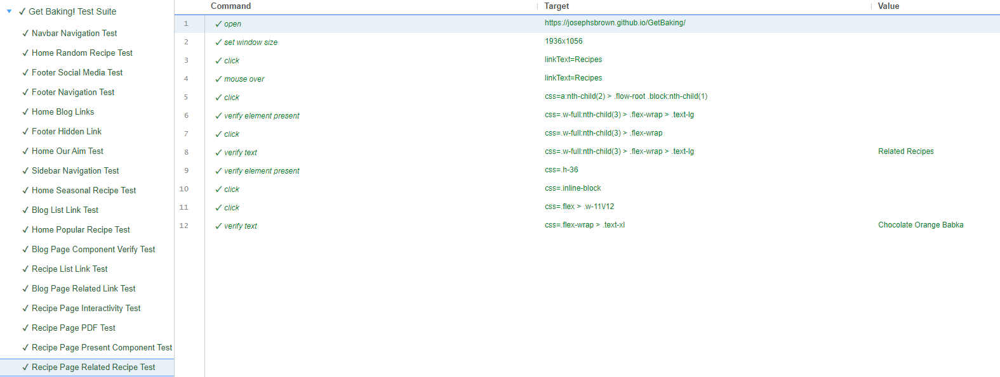 Get Baking! Test Suite
Navbar Navigation Test
Home Random Recipe Test
Footer Social Media Test
Footer Navigation Test
Home Blog Links
Footer Hidden Link
Home Our Aim Test
Sidebar Navigation Test
Home Seasonal Recipe Test
Blog List Link Test
Home Popular Recipe Test
Blog Page Component Verify Test
Recipe List Link Test
Blog Page Related Link Test
Recipe Page Interactivity Test
Recipe Page PDF Test
Recipe Page Present Component Test
Recipe Page Related Recipe Test
Command Target Value
1 ✓ open https://josephsbrown.github.io/GetBaking/
2 ✓ set window size 1936x1056
3 ✓ click linkText=Recipes
4 ✓ mouse over linkText=Recipes
5 ✓ click css=a:nth-child(2) > .flow-root .block:nth-child(1)
6 ✓ verify element present css=.w-full:nth-child(3) > .flex-wrap > .text-lg
7 ✓ click css=.w-full:nth-child(3) > .flex-wrap
8 ✓ verify text css=.w-full:nth-child(3) > .flex-wrap > .text-lg Related Recipes
9 ✓ verify element present css=.h-36
10 ✓ click css=.inline-block
11 ✓ click css=.flex > .w-11\/12
12 ✓ verify text css=.flex-wrap > .text-xl Chocolate Orange Babka